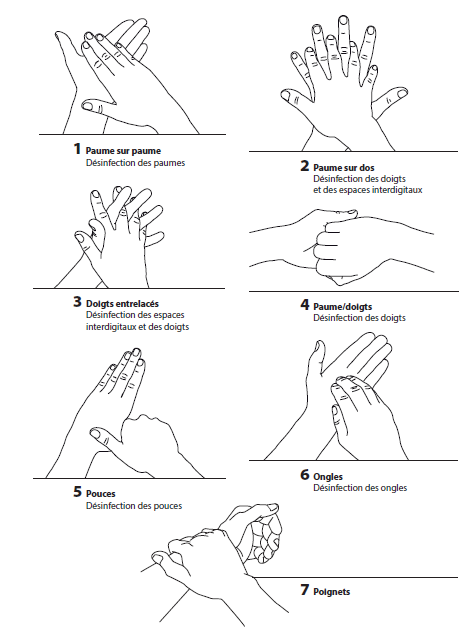 1 Paume sur paume
Désinfection des paumes
2 Paume sur dos
Désinfection des doigts
et des espaces interdigitaux
3 Doigts entrelacés
Désinfection des espaces
interdigitaux et des doigts
4 Paume/doigts
Désinfection des doigts
5 Pouces
Désinfection des pouces
6 Ongles
Désinfection des ongles
7 Poignets